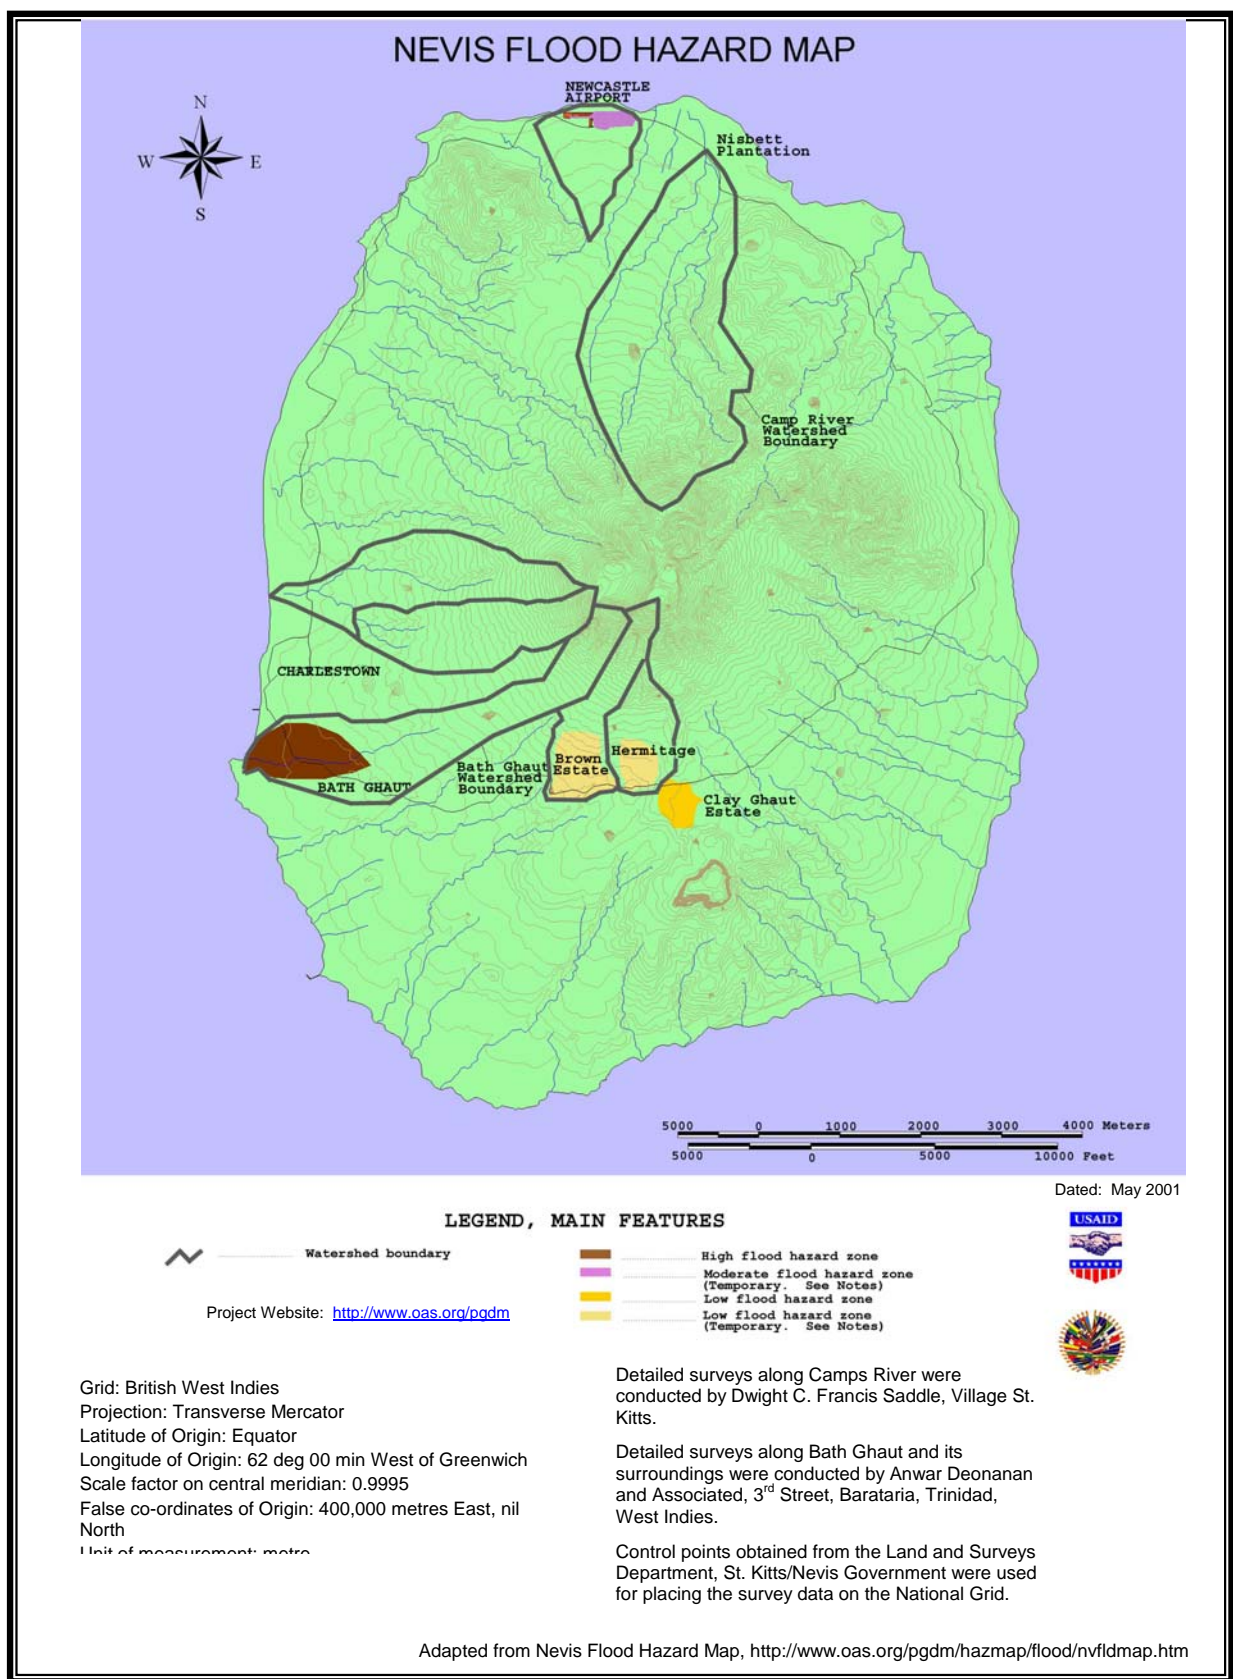 NEVIS FLOOD HAZARD MAP
NEWCASTLE
AIRPORT
N
W
E
S
Nisbett
Plantation
Camp River
Watershed
Boundary
CHARLESTOWN
BATH GHAUT
Bath Ghaut
Watershed
Boundary
Brown
Estate
Hermitage
Clay Ghaut
Estate
5000 0 1000 2000 3000 4000 Meters
5000 0 5000 10000 Feet
Dated: May 2001
LEGEND, MAIN FEATURES
Watershed boundary
High flood hazard zone
Moderate flood hazard zone
(Temporary. See Notes)
Low flood hazard zone
Low flood hazard zone
(Temporary. See Notes)
USAID
Project Website: http://www.oas.org/pgdm
Grid: British West Indies
Projection: Transverse Mercator
Latitude of Origin: Equator
Longitude of Origin: 62 deg 00 min West of Greenwich
Scale factor on central meridian: 0.9995
False co-ordinates of Origin: 400,000 metres East, nil
North
Unit of measurement: metre
Detailed surveys along Camps River were
conducted by Dwight C. Francis Saddle, Village St.
Kitts.
Detailed surveys along Bath Ghaut and its
surroundings were conducted by Anwar Deonanan
and Associated, 3rd Street, Barataria, Trinidad,
West Indies.
Control points obtained from the Land and Surveys
Department, St. Kitts/Nevis Government were used
for placing the survey data on the National Grid.
Adapted from Nevis Flood Hazard Map, http://www.oas.org/pgdm/hazmap/flood/nvfldmap.htm